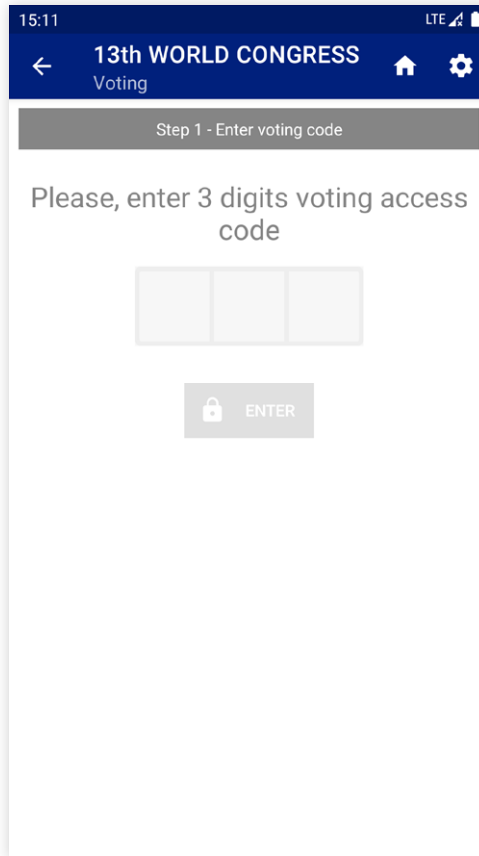 15:11 LTE
13th WORLD CONGRESS
Voting
Step 1 - Enter voting code
Please, enter 3 digits voting access
code
ENTER